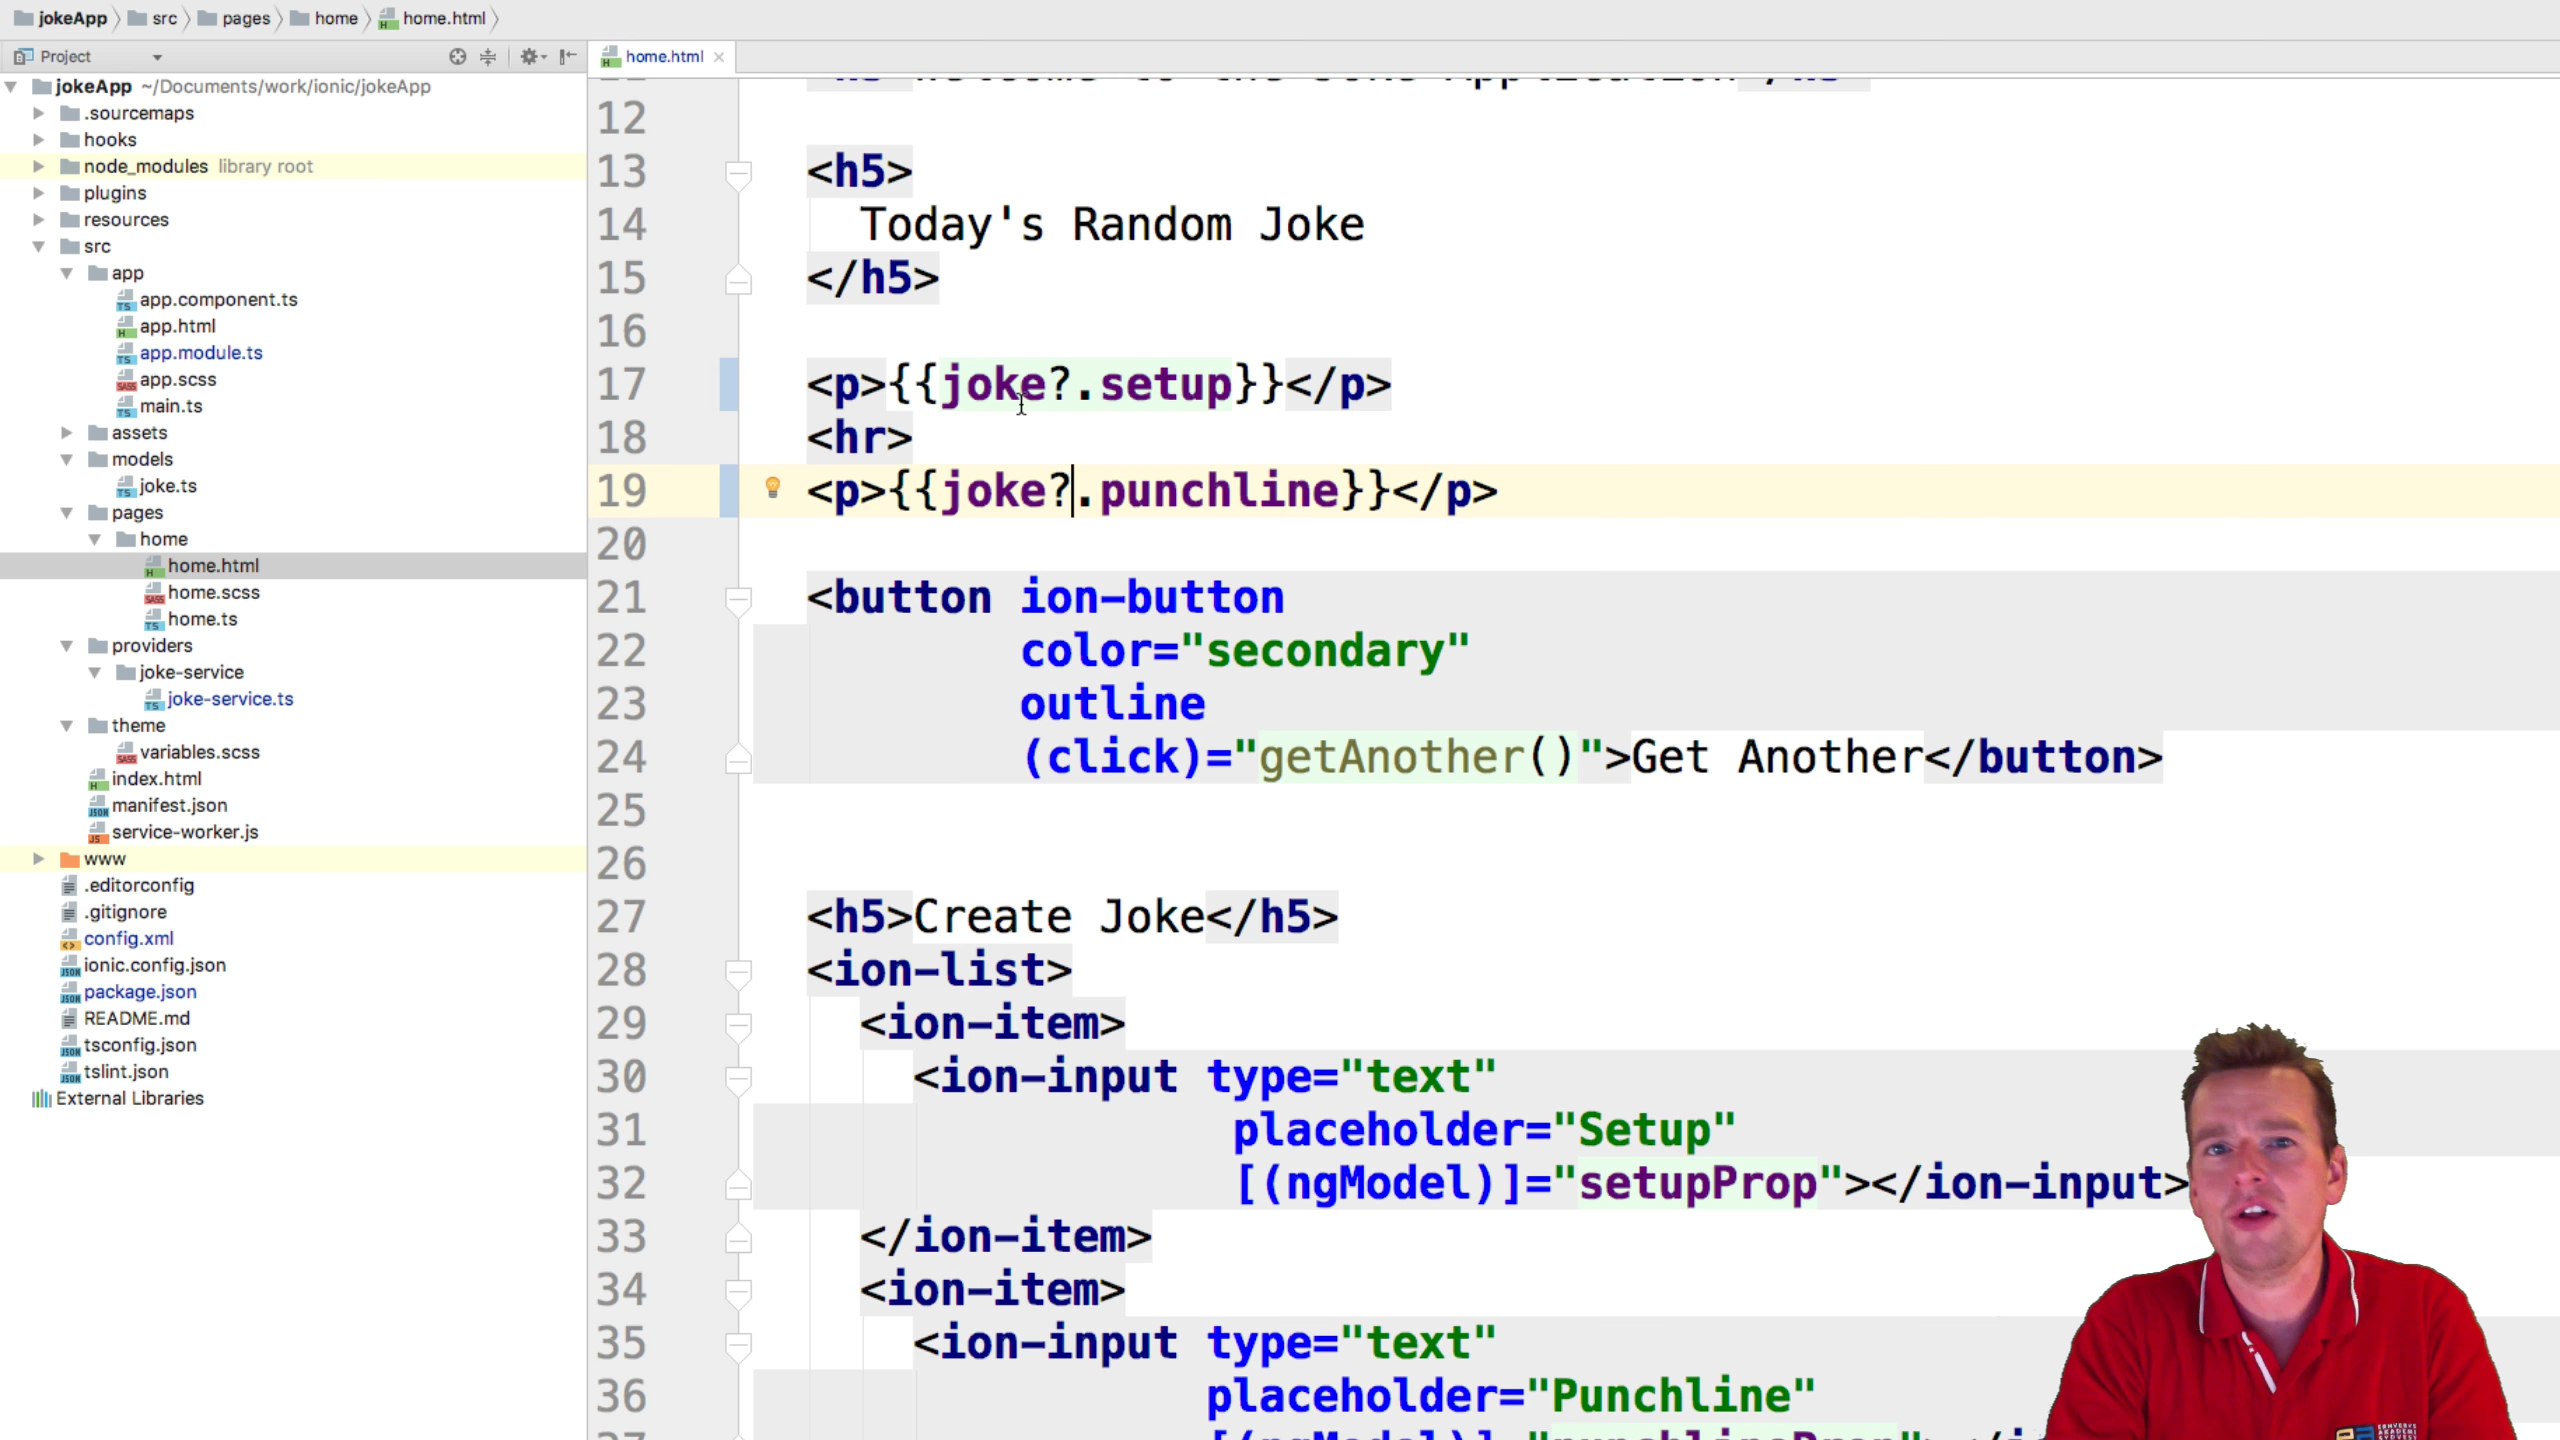 jokeApp src pages home home.html
Project
home.html
jokeApp ~/Documents/work/ionic/jokeApp
.sourcemaps
hooks
node_modules library root
plugins
resources
src
app
app.component.ts
app.html
app.module.ts
app.scss
main.ts
assets
models
joke.ts
pages
home
home.html
home.scss
home.ts
providers
joke-service
joke-service.ts
theme
variables.scss
index.html
manifest.json
service-worker.js
www
.editorconfig
.gitignore
config.xml
ionic.config.json
package.json
README.md
tsconfig.json
tslint.json
External Libraries
12
13 <h5>
14 Today's Random Joke
15 </h5>
16
17 <p>{{joke?.setup}}</p>
18 <hr>
19 <p>{{joke?.punchline}}</p>
20
21 <button ion-button
22 color="secondary"
23 outline
24 (click)="getAnother()">Get Another</button>
25
26
27 <h5>Create Joke</h5>
28 <ion-list>
29 <ion-item>
30 <ion-input type="text"
31 placeholder="Setup"
32 [(ngModel)]="setupProp"></ion-input>
33 </ion-item>
34 <ion-item>
35 <ion-input type="text"
36 placeholder="Punchline"